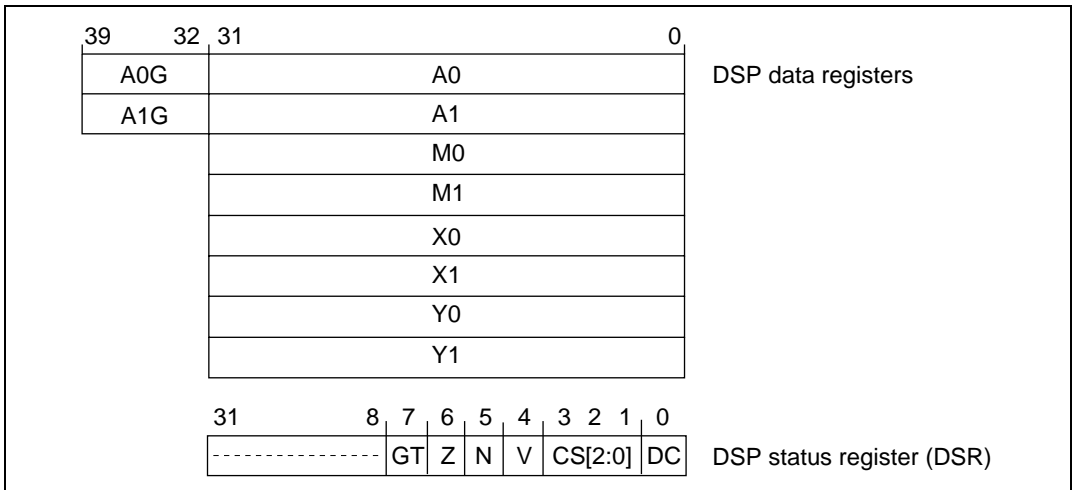 39 32 31 0
A0G A0 DSP data registers
A1G A1
M0
M1
X0
X1
Y0
Y1
31 8 7 6 5 4 3 2 1 0
GT Z N V CS[2:0] DC DSP status register (DSR)